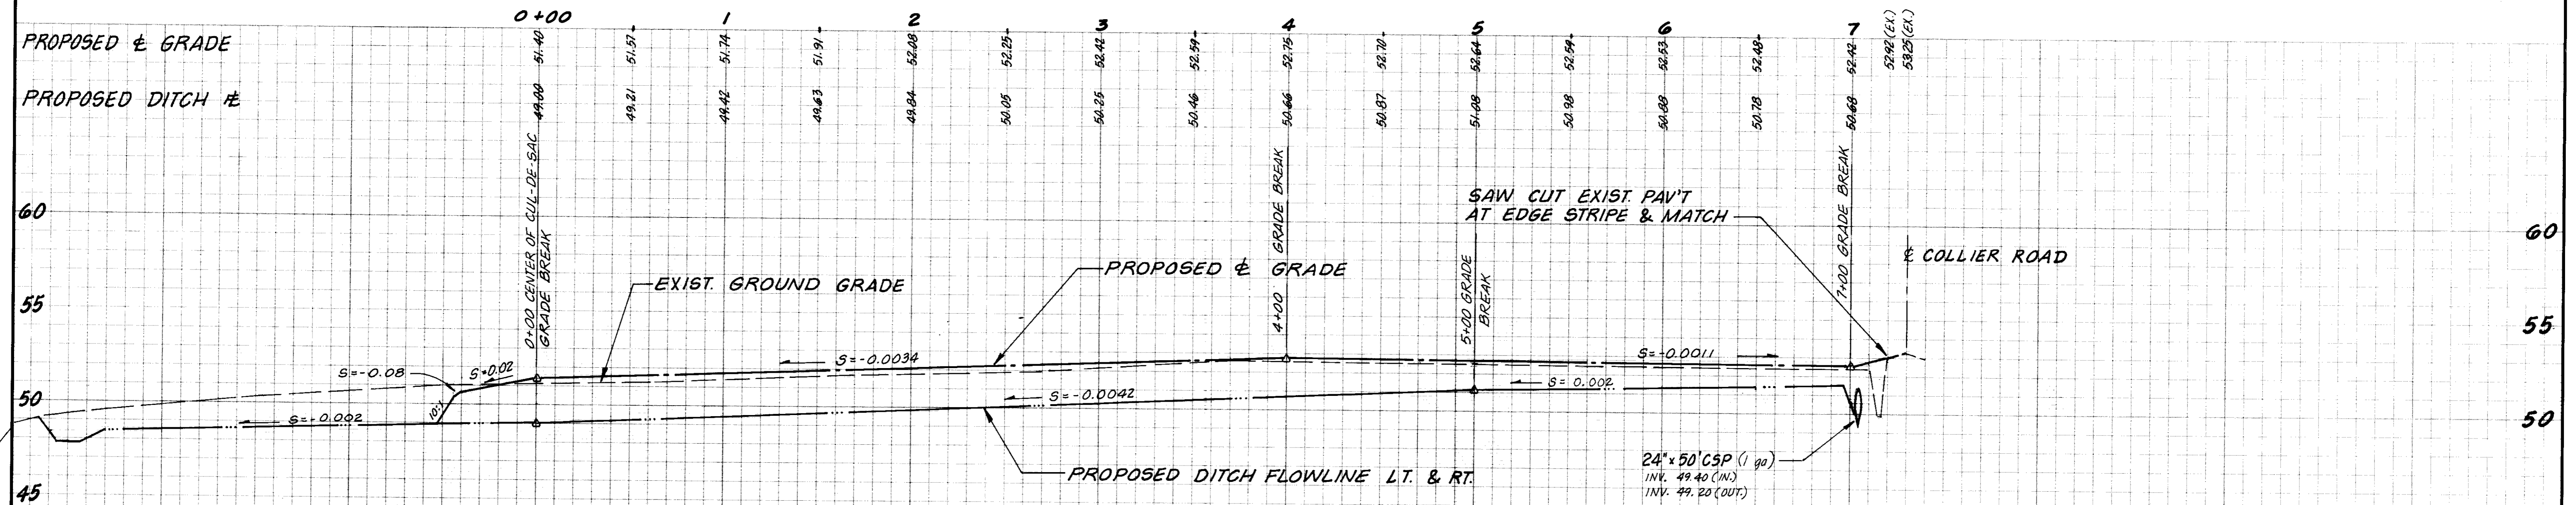 0+00 1 2 3 4 5 6 7
PROPOSED ℄ GRADE 51.40 51.57 51.74 51.91 52.08 52.25 52.42 52.59 52.75 52.70 52.64 52.59 52.53 52.48 52.42 52.92 (EX.) 53.25 (EX.)
PROPOSED DITCH ℄ 49.00 49.21 49.42 49.63 49.84 50.05 50.25 50.46 50.66 50.87 51.08 50.98 50.88 50.78 50.68
0+00 CENTER OF CUL-DE-SAC
GRADE BREAK
4+00 GRADE BREAK
5+00 GRADE
BREAK
7+00 GRADE BREAK
SAW CUT EXIST. PAV'T
AT EDGE STRIPE & MATCH
60
60
℄ COLLIER ROAD
EXIST. GROUND GRADE
PROPOSED ℄ GRADE
55
55
S=-0.08
S=0.02
S=-0.0034
S=-0.0011
50
50
10:1
S=-0.002
S=-0.0042
S=0.002
PROPOSED DITCH FLOWLINE LT. & RT.
24"x50' CSP
INV. 49.40 (IN.)
INV. 49.20 (OUT.)
45